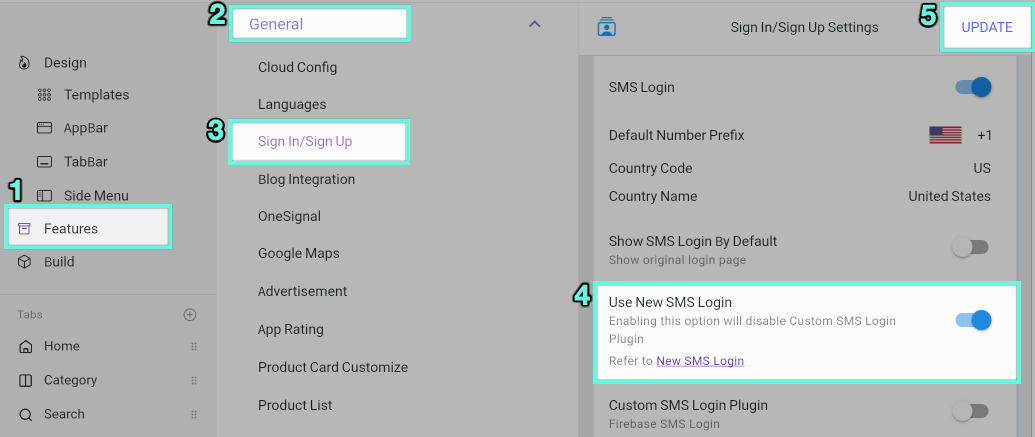 1
Design
Templates
AppBar
TabBar
Side Menu
Features
Build
Tabs
Home
Category
Search
2
General
Cloud Config
Languages
3
Sign In/Sign Up
Blog Integration
OneSignal
Google Maps
Advertisement
App Rating
Product Card Customize
Product List
Sign In/Sign Up Settings
5
UPDATE
SMS Login
Default Number Prefix
+1
Country Code
US
Country Name
United States
Show SMS Login By Default
Show original login page
4
Use New SMS Login
Enabling this option will disable Custom SMS Login
Plugin
Refer to New SMS Login
Custom SMS Login Plugin
Firebase SMS Login